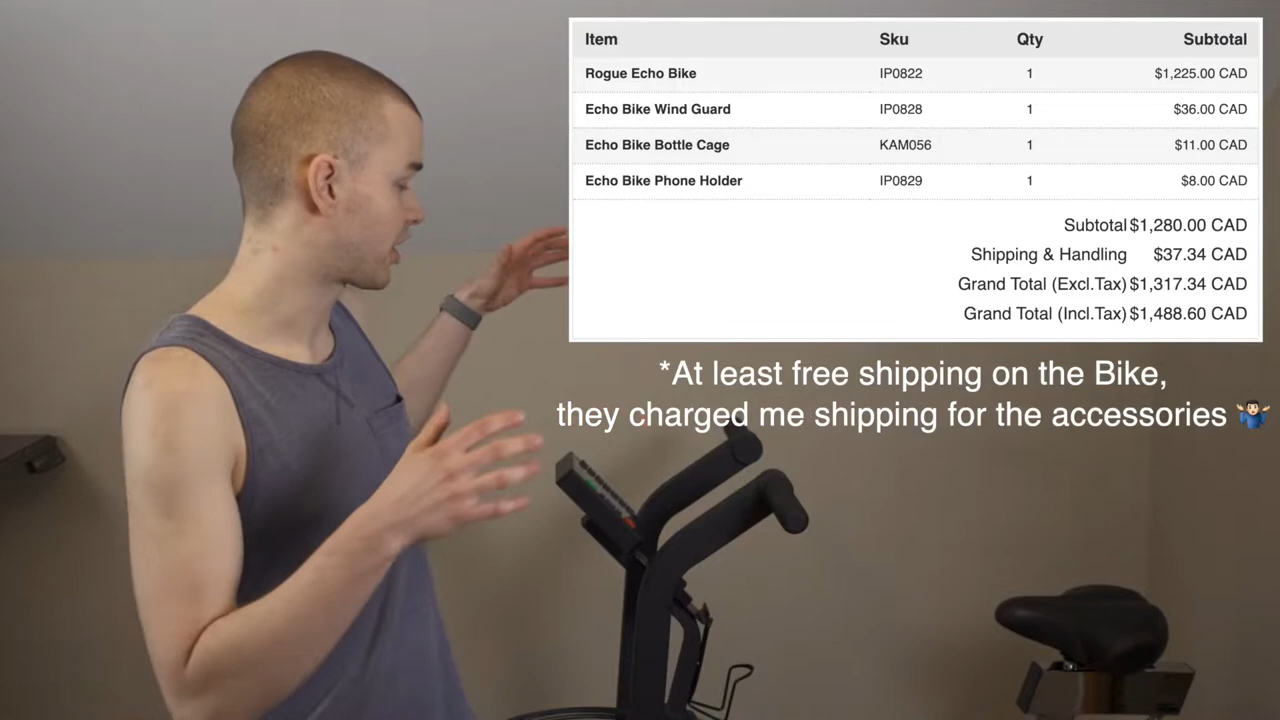 Item Sku Qty Subtotal
Rogue Echo Bike IP0822 1 $1,225.00 CAD
Echo Bike Wind Guard IP0828 1 $36.00 CAD
Echo Bike Bottle Cage KAM056 1 $11.00 CAD
Echo Bike Phone Holder IP0829 1 $8.00 CAD
Subtotal $1,280.00 CAD
Shipping & Handling $37.34 CAD
Grand Total (Excl.Tax) $1,317.34 CAD
Grand Total (Incl.Tax) $1,488.60 CAD
*At least free shipping on the Bike,
they charged me shipping for the accessories 🤷🏻‍♂️